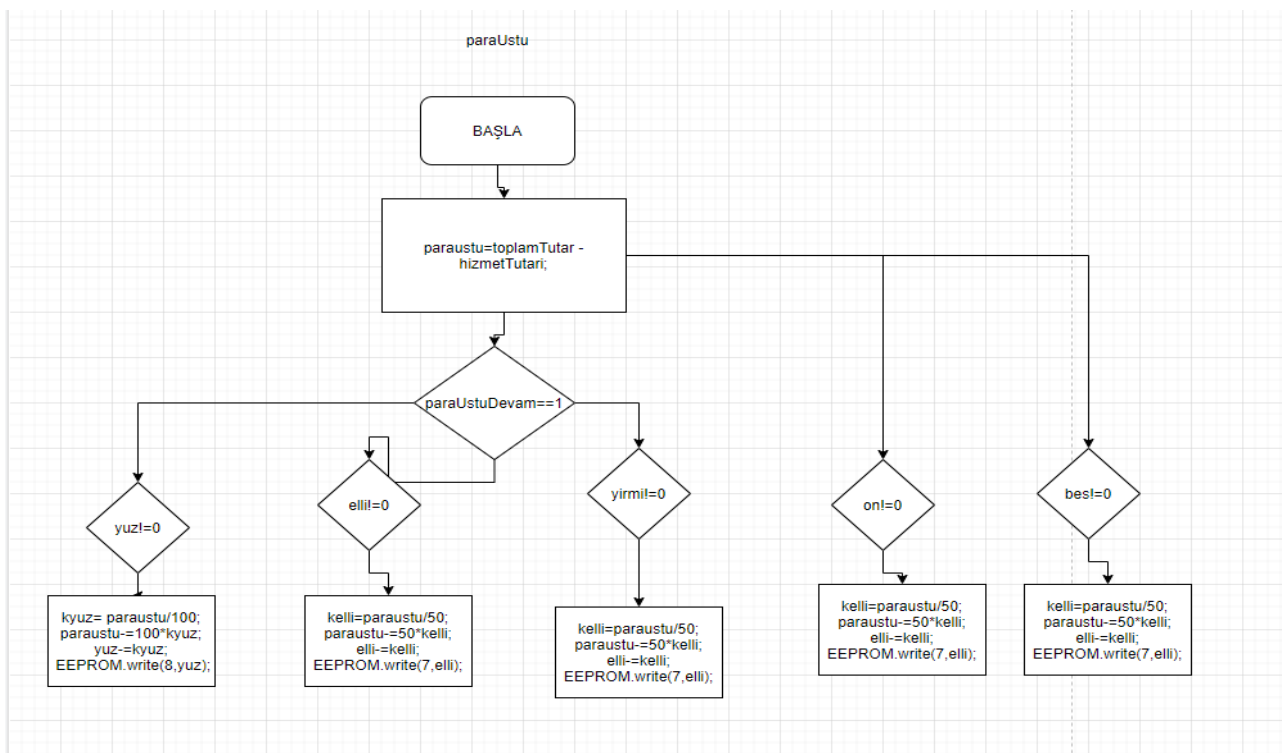 paraUstu
BAŞLA
paraustu=toplamTutar -
hizmetTutari;
paraUstuDevam==1
yuz!=0
elli!=0
yirmi!=0
on!=0
bes!=0
kyuz= paraustu/100;
paraustu-=100*kyuz;
yuz-=kyuz;
EEPROM.write(8,yuz);
kelli=paraustu/50;
paraustu-=50*kelli;
elli-=kelli;
EEPROM.write(7,elli);
kelli=paraustu/50;
paraustu-=50*kelli;
elli-=kelli;
EEPROM.write(7,elli);
kelli=paraustu/50;
paraustu-=50*kelli;
elli-=kelli;
EEPROM.write(7,elli);
kelli=paraustu/50;
paraustu-=50*kelli;
elli-=kelli;
EEPROM.write(7,elli);